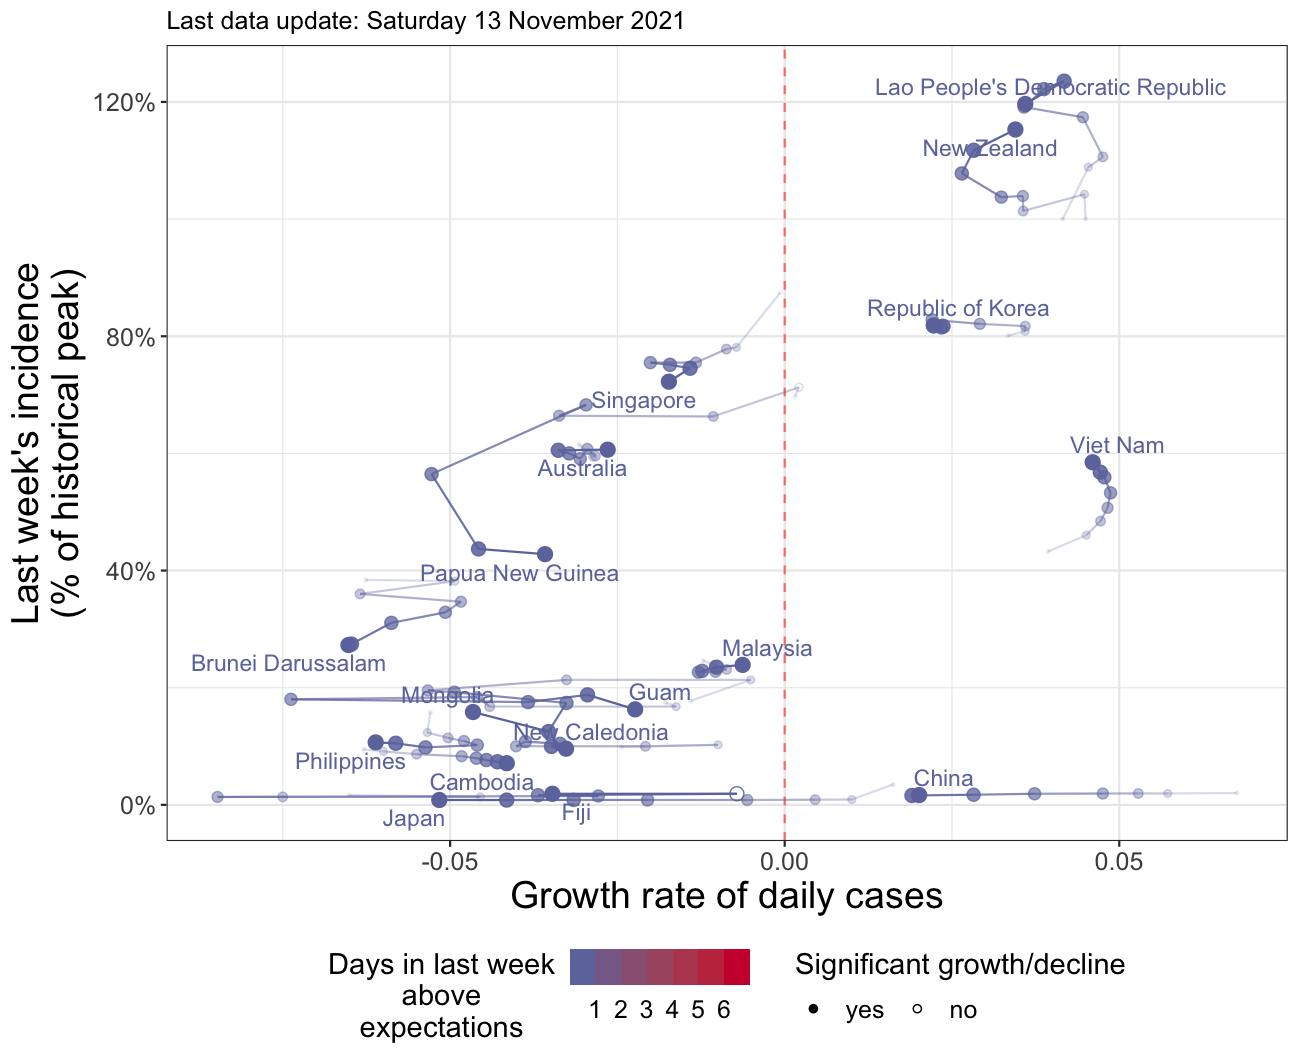 Last data update: Saturday 13 November 2021
Last week's incidence
(% of historical peak)
120%
80%
40%
0%
Lao People's Democratic Republic
New Zealand
Republic of Korea
Singapore
Viet Nam
Australia
Papua New Guinea
Malaysia
Brunei Darussalam
Mongolia
Guam
New Caledonia
Philippines
Cambodia
China
Japan
Fiji
-0.05
0.00
0.05
Growth rate of daily cases
Days in last week
above
expectations
1 2 3 4 5 6
Significant growth/decline
yes
no